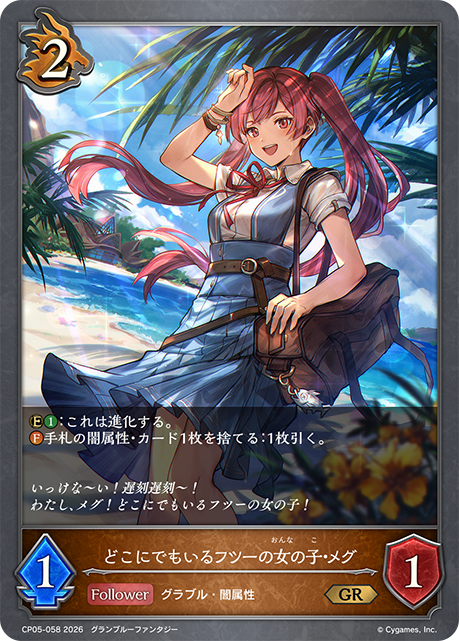 2
E 1：これは進化する。
F 手札の闇属性・カード1枚を捨てる：1枚引く。
いっけな～い！遅刻遅刻～！
わたし、メグ！どこにでもいるフツーの女の子！
おんな こ
どこにでもいるフツーの女の子・メグ
1
Follower グラブル・闇属性 GR
1
CP05-058 2026 グランブルーファンタジー © Cygames, Inc.